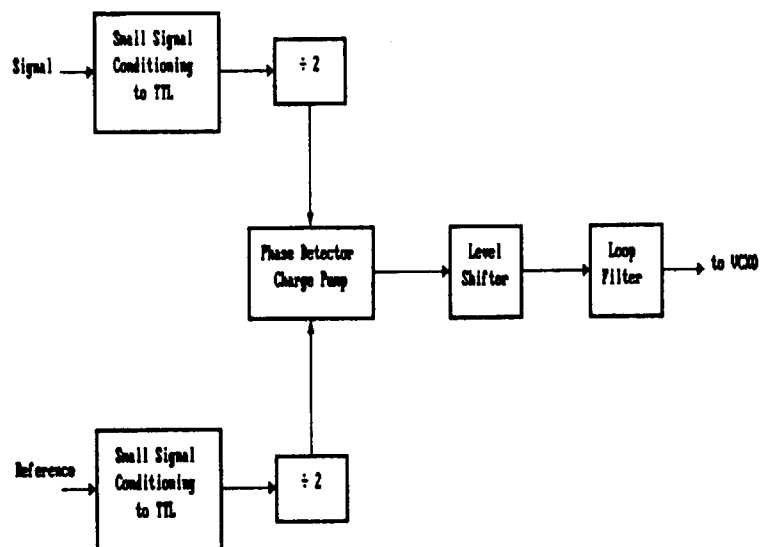 Signal
Small Signal
Conditioning
to TTL
÷ 2
Phase Detector
Charge Pump
Level
Shifter
Loop
Filter
to VCXO
Reference
Small Signal
Conditioning
to TTL
÷ 2